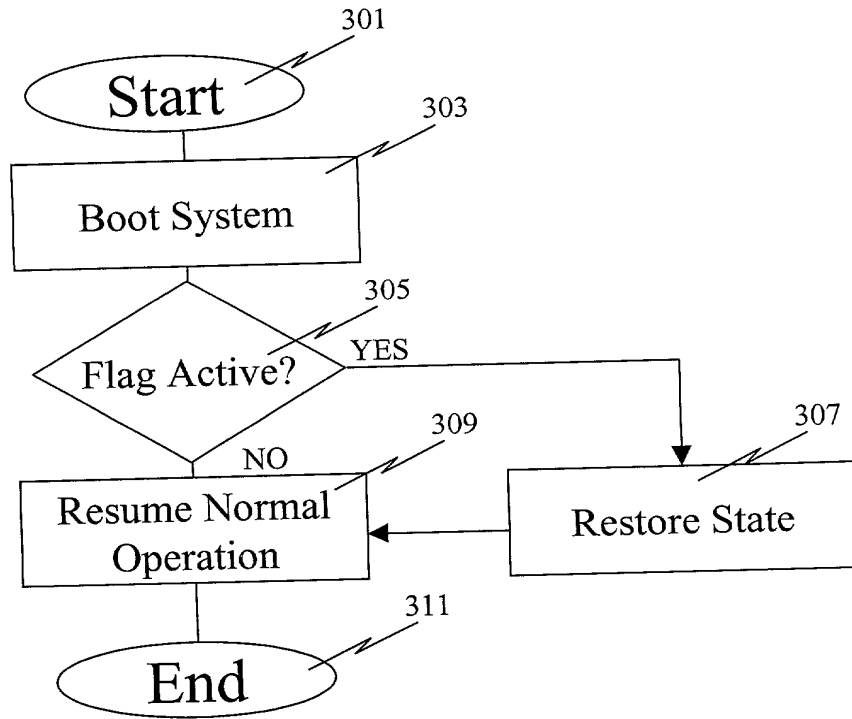 301
Start
303
Boot System
305
Flag Active?
YES
309
NO
307
Resume Normal
Operation
Restore State
311
End